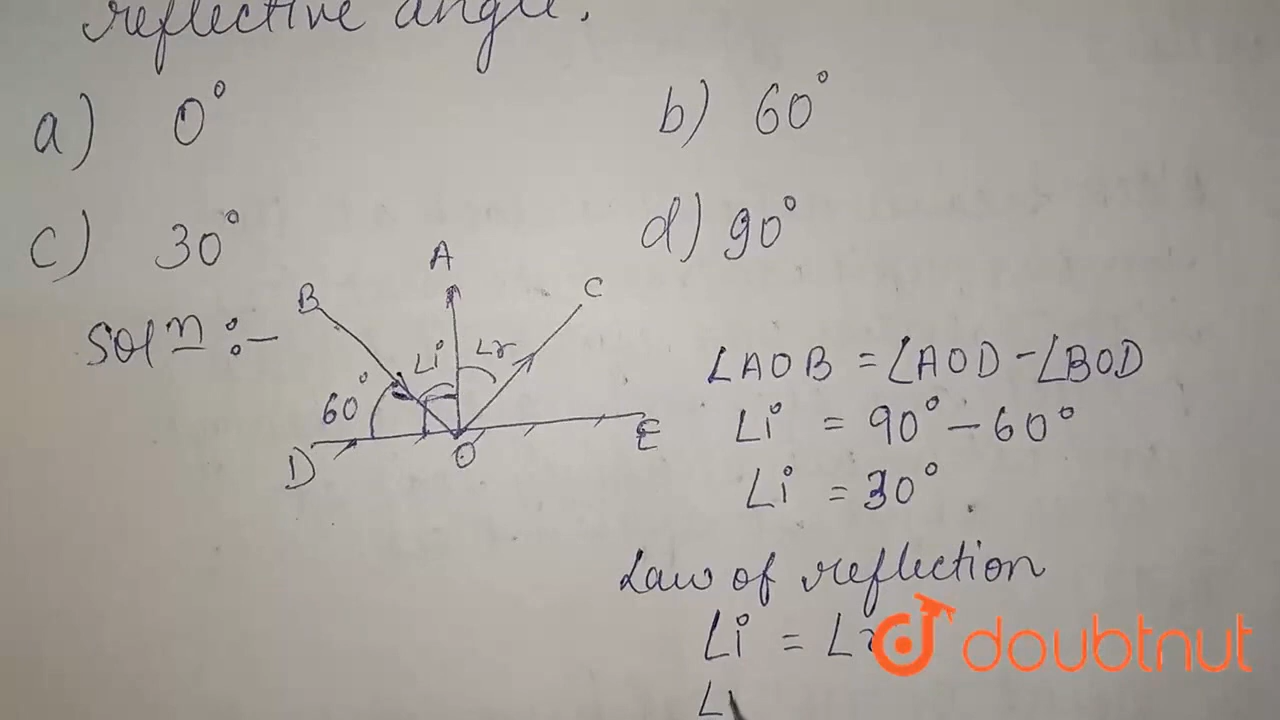 reflective angle.
a) 0° b) 60°
c) 30° d) 90°
Solⁿ :-
A
B
C
∠i
∠r
60°
D
O
E
∠AOB = ∠AOD - ∠BOD
∠i = 90° - 60°
∠i = 30°
Law of reflection
∠i = ∠r
∠
doubtnut